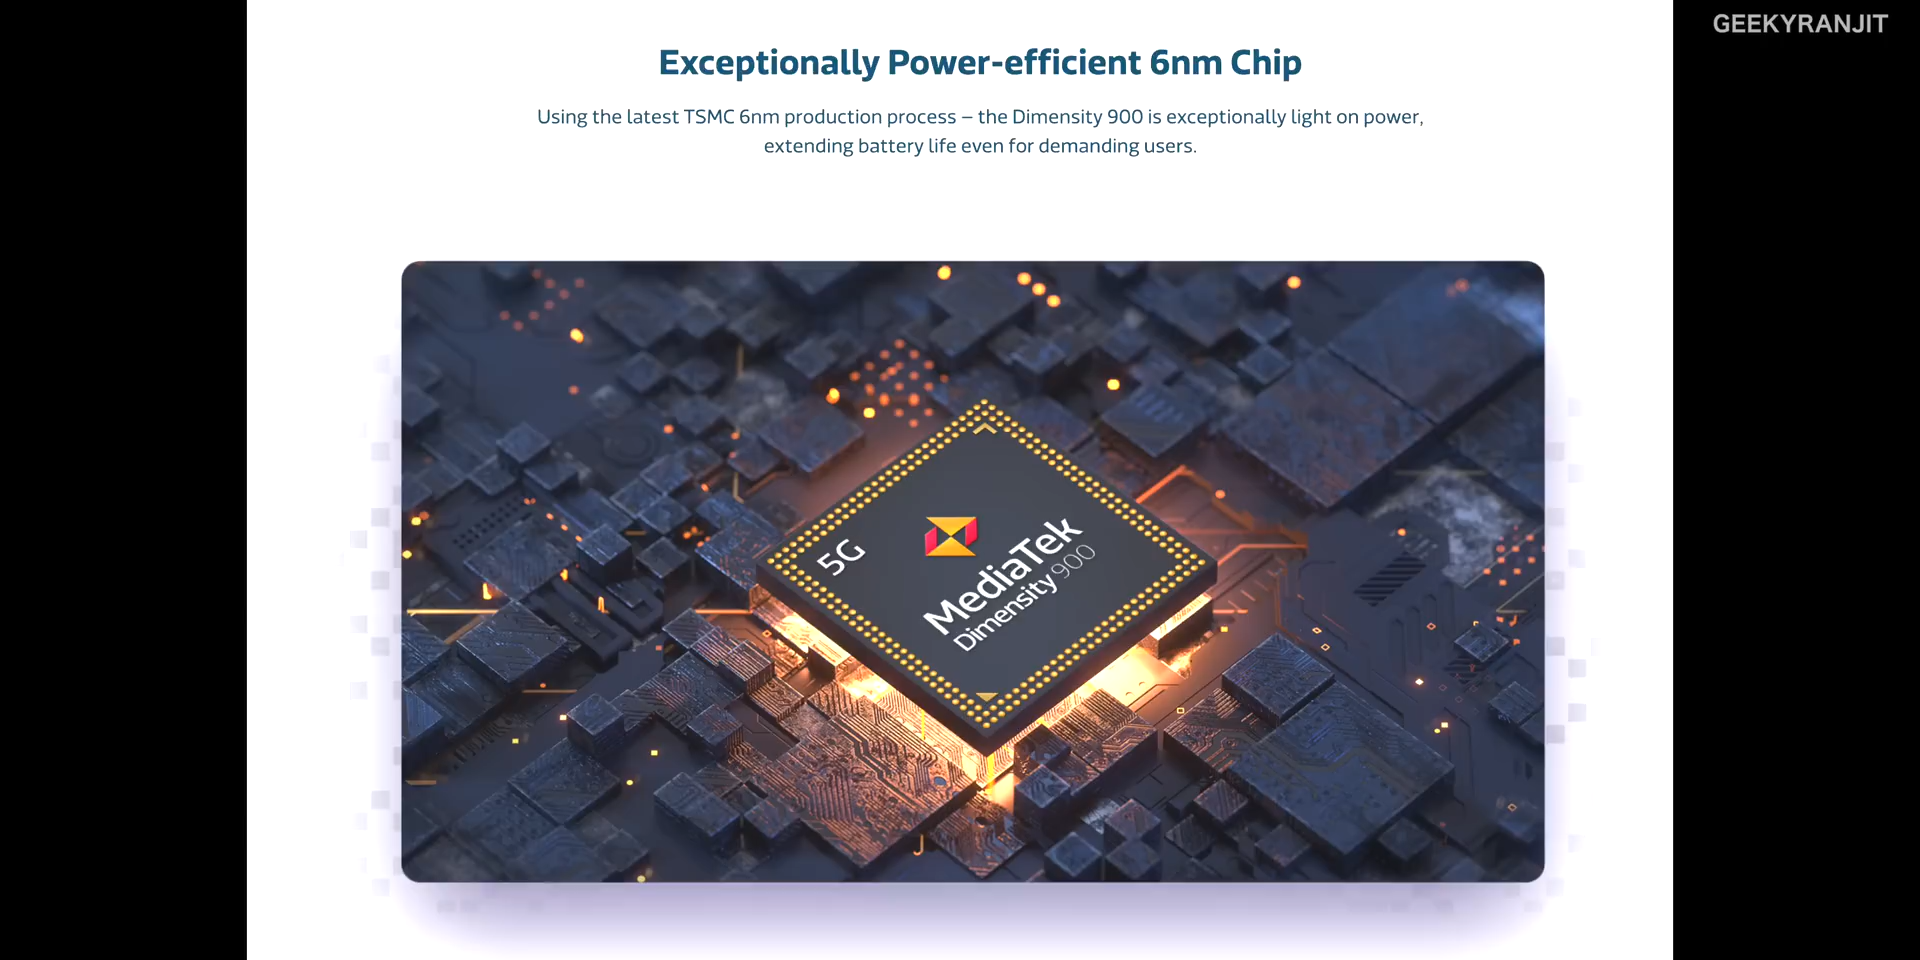 GEEKYRANJIT
Exceptionally Power-efficient 6nm Chip
Using the latest TSMC 6nm production process – the Dimensity 900 is exceptionally light on power,
extending battery life even for demanding users.
5G
MediaTek
Dimensity 900